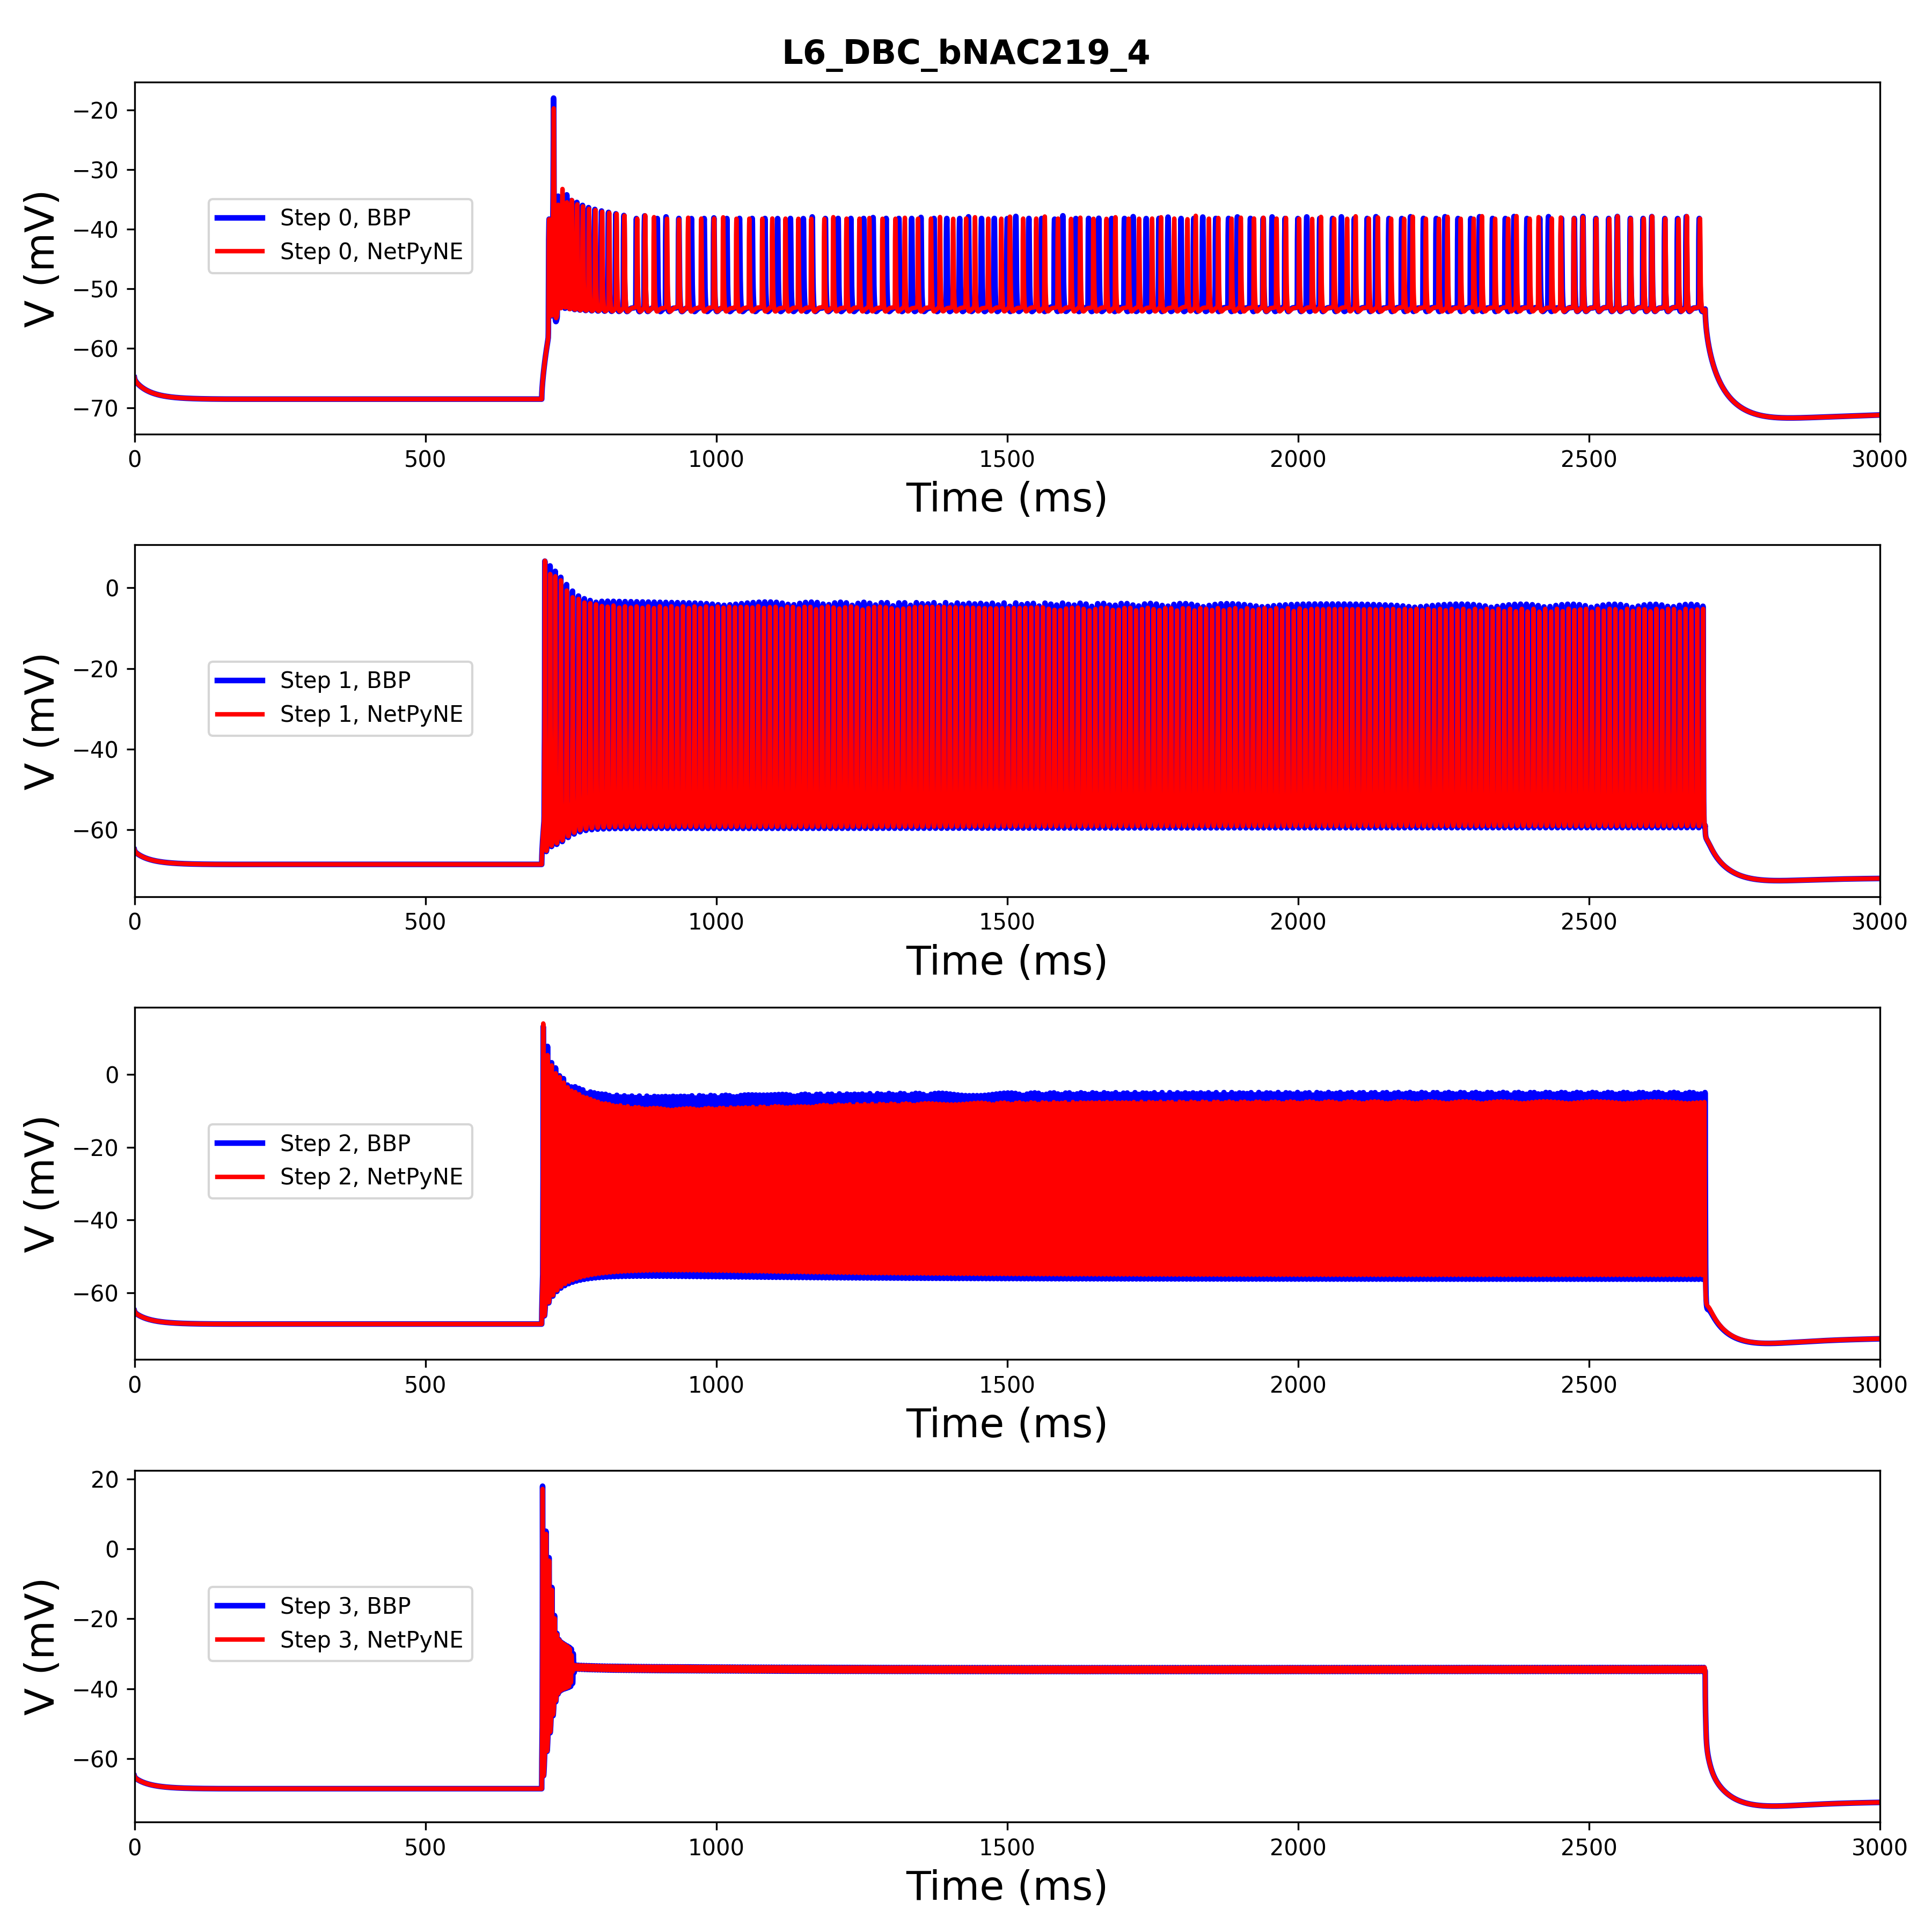 L6_DBC_bNAC219_4
−20
−30
−40
−50
−60
−70
V (mV)
Step 0, BBP
Step 0, NetPyNE
0 500 1000 1500 2000 2500 3000
Time (ms)
0
−20
−40
−60
V (mV)
Step 1, BBP
Step 1, NetPyNE
0 500 1000 1500 2000 2500 3000
Time (ms)
0
−20
−40
−60
V (mV)
Step 2, BBP
Step 2, NetPyNE
0 500 1000 1500 2000 2500 3000
Time (ms)
20
0
−20
−40
−60
V (mV)
Step 3, BBP
Step 3, NetPyNE
0 500 1000 1500 2000 2500 3000
Time (ms)